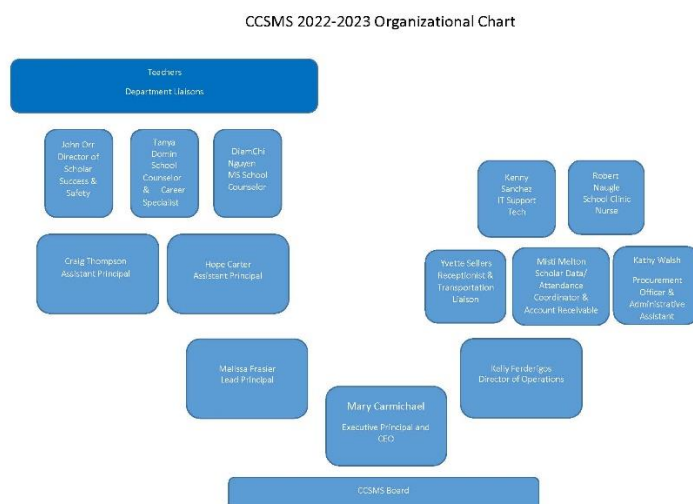 CCSMS 2022-2023 Organizational Chart
Teachers
Department Liaisons
John Orr
Director of
Scholar
Success &
Safety
Tanya
Domin
School
Counselor
& Career
Specialist
DiemChi
Nguyen
MS School
Counselor
Kenny
Sanchez
IT Support
Tech
Robert
Naugle
School Clinic
Nurse
Craig Thompson
Assistant Principal
Hope Carter
Assistant Principal
Yvette Sellers
Receptionist &
Transportation
Liaison
Misti Melton
Scholar Data/
Attendance
Coordinator &
Account Receivable
Kathy Walsh
Procurement
Officer &
Administrative
Assistant
Melissa Frasier
Lead Principal
Kelly Ferderigos
Director of Operations
Mary Carmichael
Executive Principal and
CEO
CCSMS Board